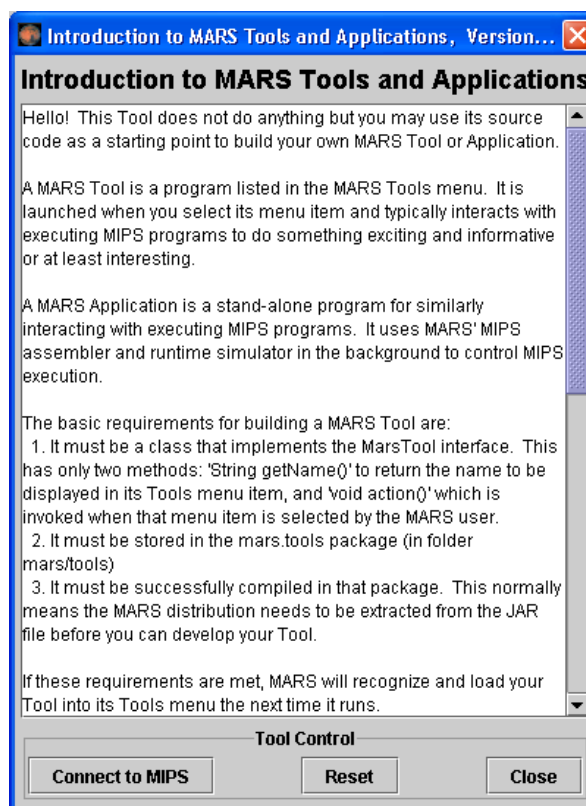 Introduction to MARS Tools and Applications, Version...
Introduction to MARS Tools and Applications
Hello! This Tool does not do anything but you may use its source
code as a starting point to build your own MARS Tool or Application.
A MARS Tool is a program listed in the MARS Tools menu. It is
launched when you select its menu item and typically interacts with
executing MIPS programs to do something exciting and informative
or at least interesting.
A MARS Application is a stand-alone program for similarly
interacting with executing MIPS programs. It uses MARS' MIPS
assembler and runtime simulator in the background to control MIPS
execution.
The basic requirements for building a MARS Tool are:
1. It must be a class that implements the MarsTool interface. This
has only two methods: 'String getName()' to return the name to be
displayed in its Tools menu item, and 'void action()' which is
invoked when that menu item is selected by the MARS user.
2. It must be stored in the mars.tools package (in folder
mars/tools)
3. It must be successfully compiled in that package. This normally
means the MARS distribution needs to be extracted from the JAR
file before you can develop your Tool.
If these requirements are met, MARS will recognize and load your
Tool into its Tools menu the next time it runs.
Tool Control
Connect to MIPS Reset Close